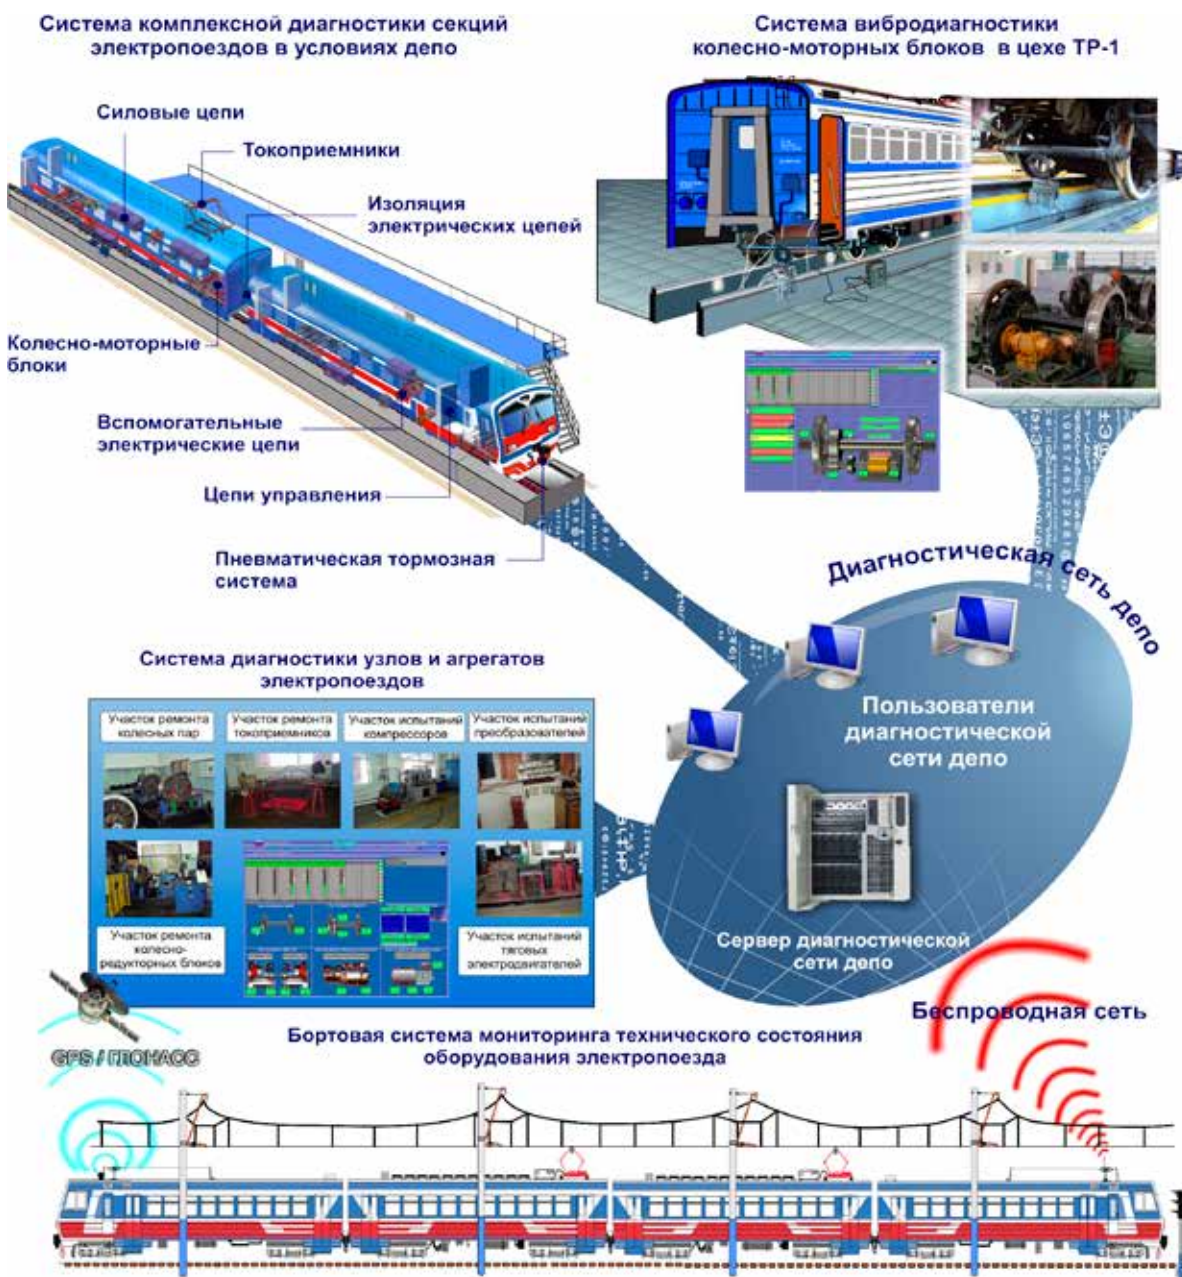 Система комплексной диагностики секций
электропоездов в условиях депо
Силовые цепи
Токоприемники
Изоляция
электрических цепей
Колесно-моторные
блоки
Вспомогательные
электрические цепи
Цепи управления
Пневматическая тормозная
система
Система вибродиагностики
колесно-моторных блоков в цехе ТР-1
Диагностическая сеть депо
Пользователи
диагностической
сети депо
Сервер диагностической
сети депо
Система диагностики узлов и агрегатов
электропоездов
Участок ремонта
колесных пар
Участок ремонта
токоприемников
Участок испытаний
компрессоров
Участок испытаний
преобразователей
Участок ремонта
колесно-
редукторных блоков
Участок испытаний
тяговых
электродвигателей
GPS / ГЛОНАСС
Беспроводная сеть
Бортовая система мониторинга технического состояния
оборудования электропоезда